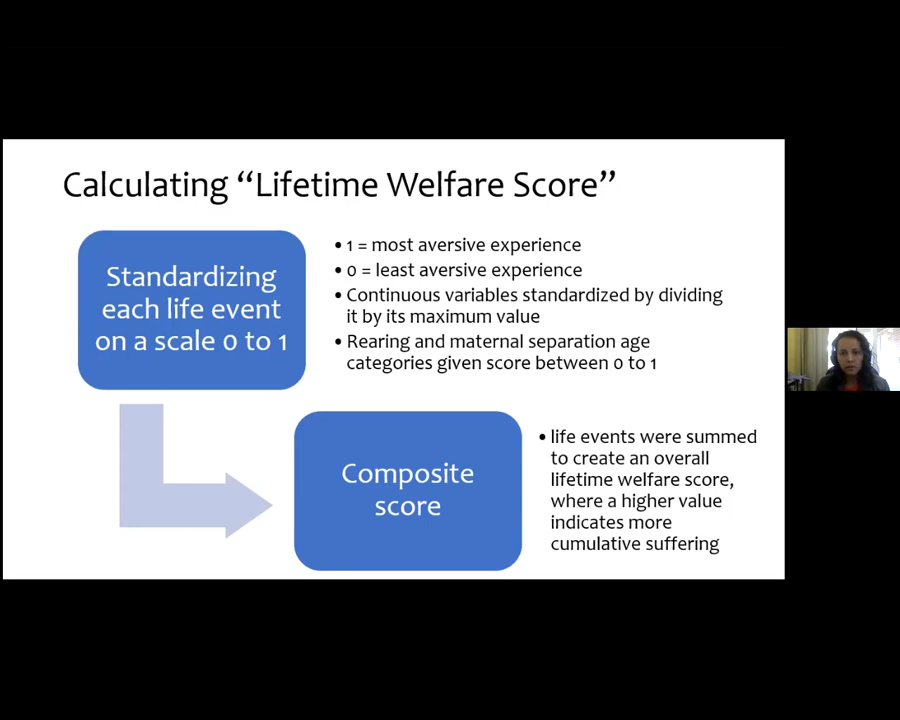 Calculating “Lifetime Welfare Score”
Standardizing
each life event
on a scale 0 to 1
• 1 = most aversive experience
• 0 = least aversive experience
• Continuous variables standardized by dividing
it by its maximum value
• Rearing and maternal separation age
categories given score between 0 to 1
Composite
score
• life events were summed
to create an overall
lifetime welfare score,
where a higher value
indicates more
cumulative suffering